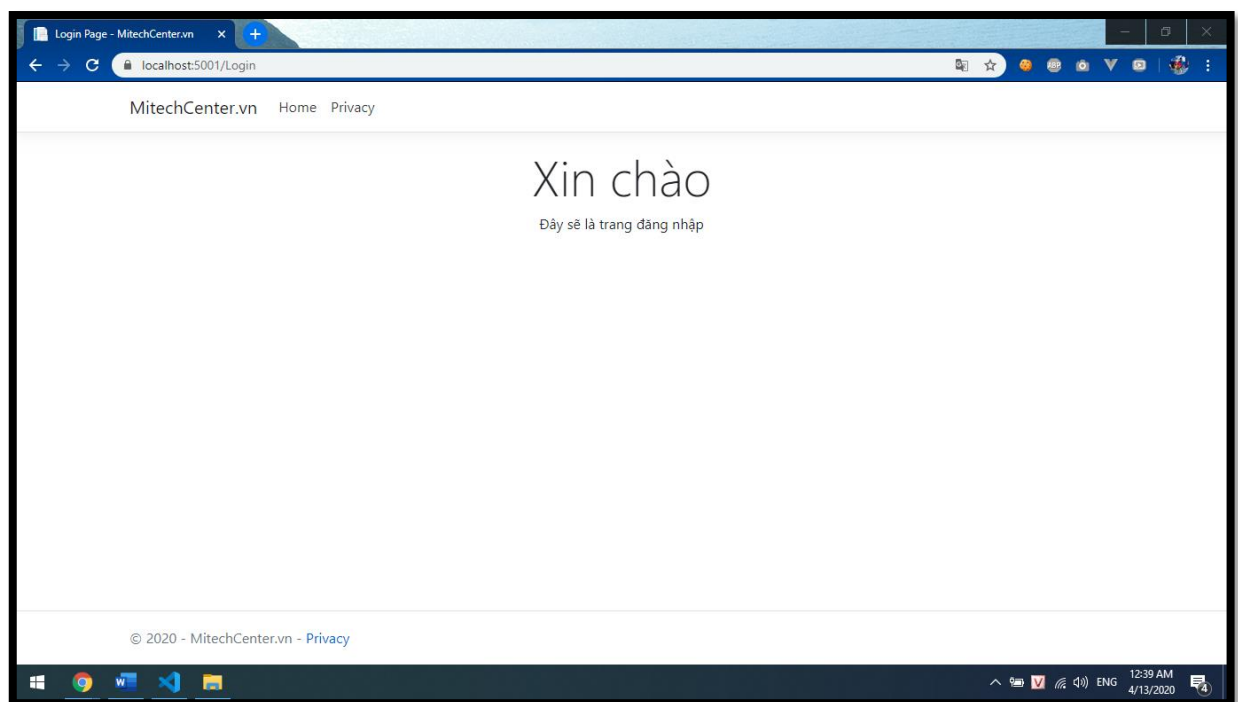 Login Page - MitechCenter.vn
localhost:5001/Login
MitechCenter.vn Home Privacy
Xin chào
Đây sẽ là trang đăng nhập
© 2020 - MitechCenter.vn - Privacy
ENG
12:39 AM
4/13/2020
4